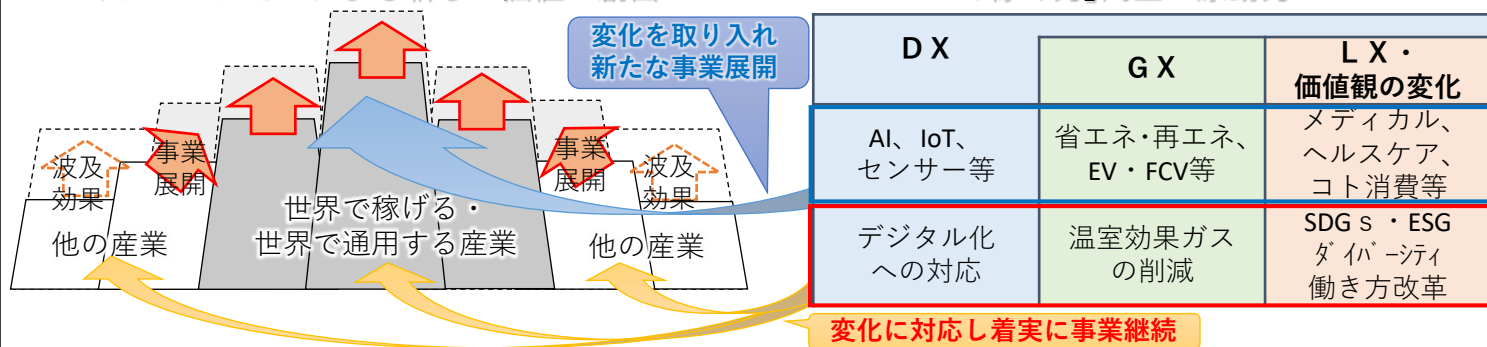 変化を取り入れ
新たな事業展開
波及
効果
事業
展開
事業
展開
波及
効果
世界で稼げる・
世界で通用する産業
他の産業
他の産業
ＤＸ
ＧＸ
ＬＸ・
価値観の変化
AI、IoT、
センサー等
省エネ・再エネ、
EV・FCV等
メディカル、
ヘルスケア、
コト消費等
デジタル化
への対応
温室効果ガス
の削減
SDGｓ・ESG
ﾀﾞｲﾊﾞｰｼﾃｨ
働き方改革
変化に対応し着実に事業継続